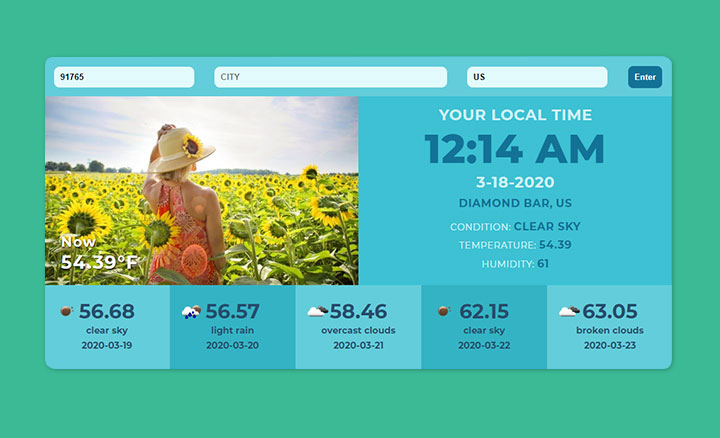 91765
CITY
US
Enter
YOUR LOCAL TIME
12:14 AM
3-18-2020
DIAMOND BAR, US
CONDITION: CLEAR SKY
TEMPERATURE: 54.39
HUMIDITY: 61
Now
54.39°F
56.68
clear sky
2020-03-19
56.57
light rain
2020-03-20
58.46
overcast clouds
2020-03-21
62.15
clear sky
2020-03-22
63.05
broken clouds
2020-03-23